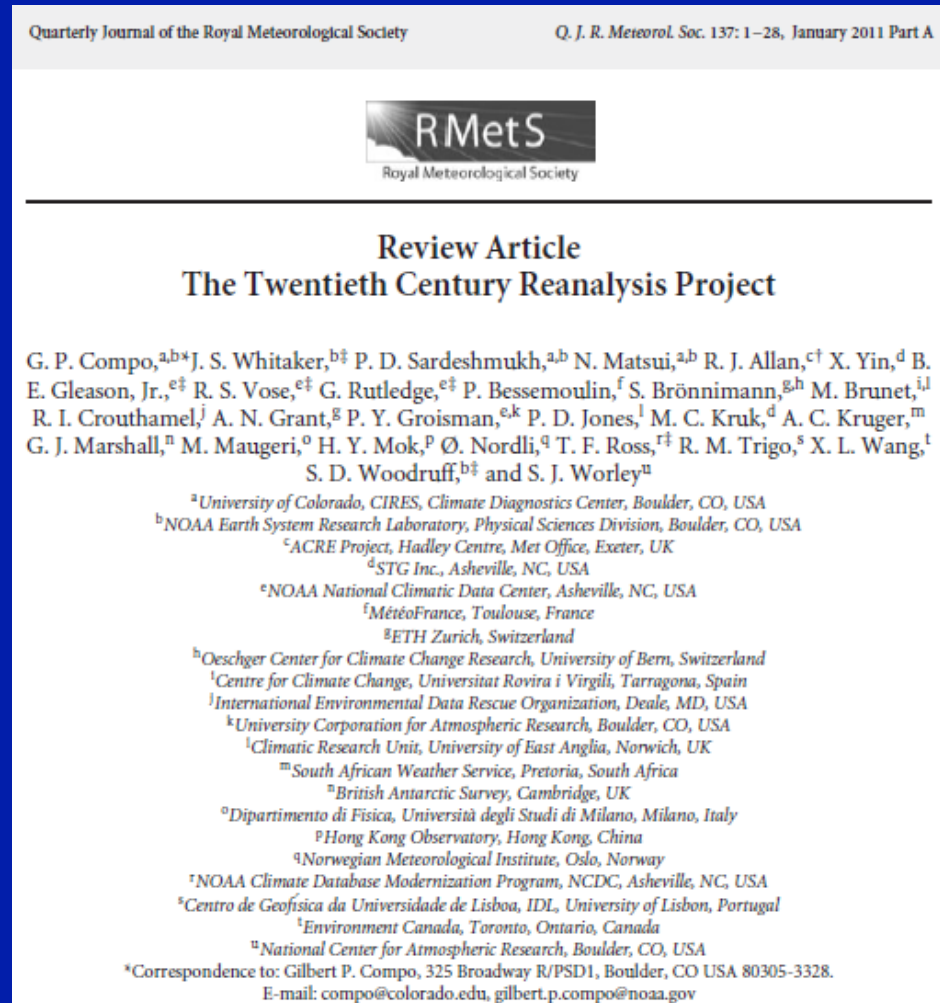 Quarterly Journal of the Royal Meteorological Society Q. J. R. Meteorol. Soc. 137: 1–28, January 2011 Part A
RMetS
Royal Meteorological Society
Review Article
The Twentieth Century Reanalysis Project
G. P. Compo,ᵃ,ᵇ* J. S. Whitaker,ᵇ‡ P. D. Sardeshmukh,ᵃ,ᵇ N. Matsui,ᵃ,ᵇ R. J. Allan,ᶜ† X. Yin,ᵈ B.
E. Gleason, Jr.,ᵉ‡ R. S. Vose,ᵉ‡ G. Rutledge,ᵉ‡ P. Bessemoulin,ᶠ S. Brönnimann,ᵍ,ʰ M. Brunet,ⁱ,ˡ
R. I. Crouthamel,ʲ A. N. Grant,ᵍ P. Y. Groisman,ᵉ,ᵏ P. D. Jones,ˡ M. C. Kruk,ᵈ A. C. Kruger,ᵐ
G. J. Marshall,ⁿ M. Maugeri,ᵒ H. Y. Mok,ᵖ Ø. Nordli,q T. F. Ross,ʳ‡ R. M. Trigo,ˢ X. L. Wang,ᵗ
S. D. Woodruff,ᵇ‡ and S. J. Worleyᵘ
ᵃUniversity of Colorado, CIRES, Climate Diagnostics Center, Boulder, CO, USA
ᵇNOAA Earth System Research Laboratory, Physical Sciences Division, Boulder, CO, USA
ᶜACRE Project, Hadley Centre, Met Office, Exeter, UK
ᵈSTG Inc., Asheville, NC, USA
ᵉNOAA National Climatic Data Center, Asheville, NC, USA
ᶠMétéoFrance, Toulouse, France
ᵍETH Zurich, Switzerland
ʰOeschger Center for Climate Change Research, University of Bern, Switzerland
ⁱCentre for Climate Change, Universitat Rovira i Virgili, Tarragona, Spain
ʲInternational Environmental Data Rescue Organization, Deale, MD, USA
ᵏUniversity Corporation for Atmospheric Research, Boulder, CO, USA
ˡClimatic Research Unit, University of East Anglia, Norwich, UK
ᵐSouth African Weather Service, Pretoria, South Africa
ⁿBritish Antarctic Survey, Cambridge, UK
ᵒDipartimento di Fisica, Università degli Studi di Milano, Milano, Italy
ᵖHong Kong Observatory, Hong Kong, China
qNorwegian Meteorological Institute, Oslo, Norway
ʳNOAA Climate Database Modernization Program, NCDC, Asheville, NC, USA
ˢCentro de Geofísica da Universidade de Lisboa, IDL, University of Lisbon, Portugal
ᵗEnvironment Canada, Toronto, Ontario, Canada
ᵘNational Center for Atmospheric Research, Boulder, CO, USA
*Correspondence to: Gilbert P. Compo, 325 Broadway R/PSD1, Boulder, CO USA 80305-3328.
E-mail: compo@colorado.edu, gilbert.p.compo@noaa.gov